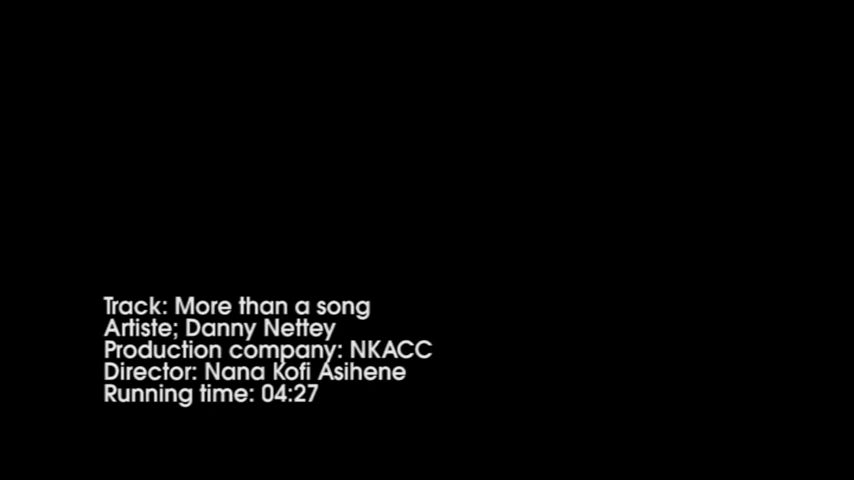 Track: More than a song
Artiste; Danny Nettey
Production company: NKACC
Director: Nana Kofi Asihene
Running time: 04:27